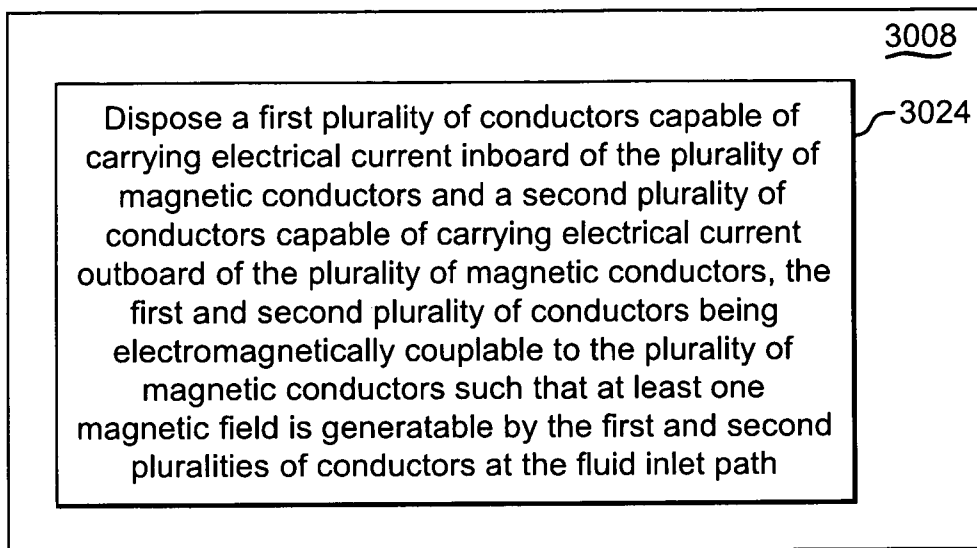 3008
3024
Dispose a first plurality of conductors capable of
carrying electrical current inboard of the plurality of
magnetic conductors and a second plurality of
conductors capable of carrying electrical current
outboard of the plurality of magnetic conductors, the
first and second plurality of conductors being
electromagnetically couplable to the plurality of
magnetic conductors such that at least one
magnetic field is generatable by the first and second
pluralities of conductors at the fluid inlet path